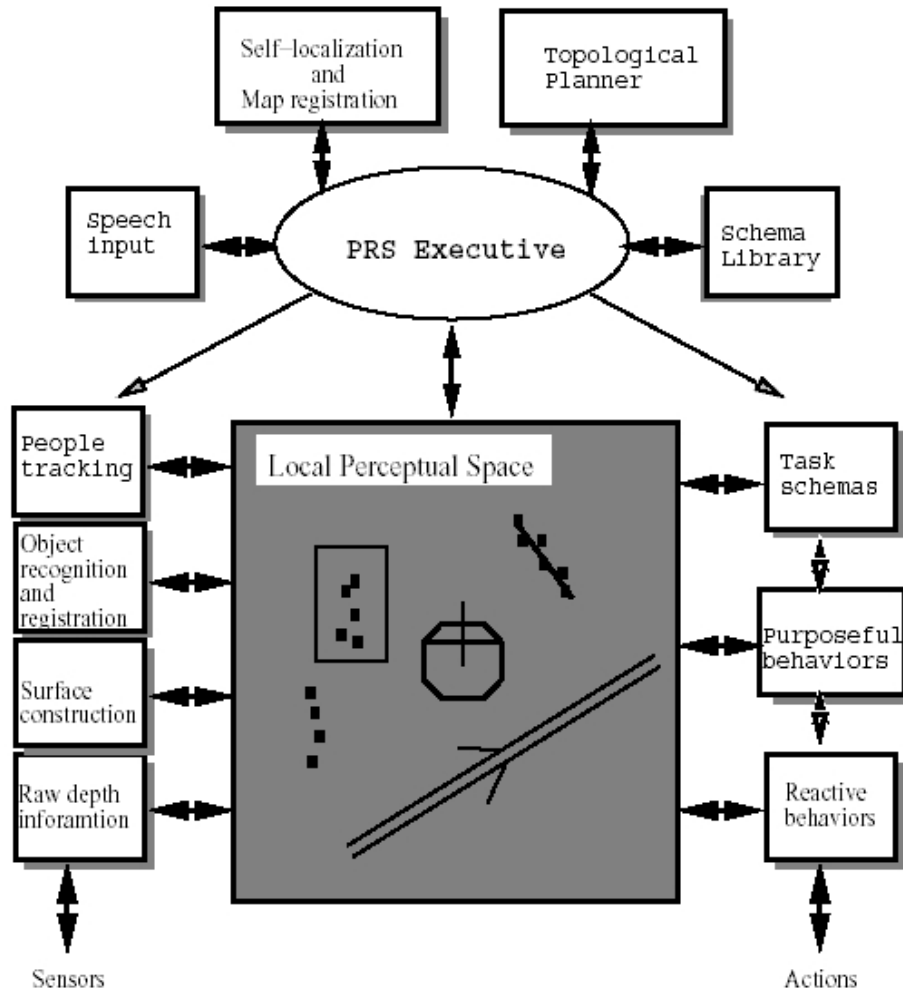 Self-localization
and
Map registration
Topological
Planner
Speech
input
PRS Executive
Schema
Library
People
tracking
Local Perceptual Space
Task
schemas
Object
recognition
and
registration
Purposeful
behaviors
Surface
construction
Raw depth
inforamtion
Reactive
behaviors
Sensors
Actions